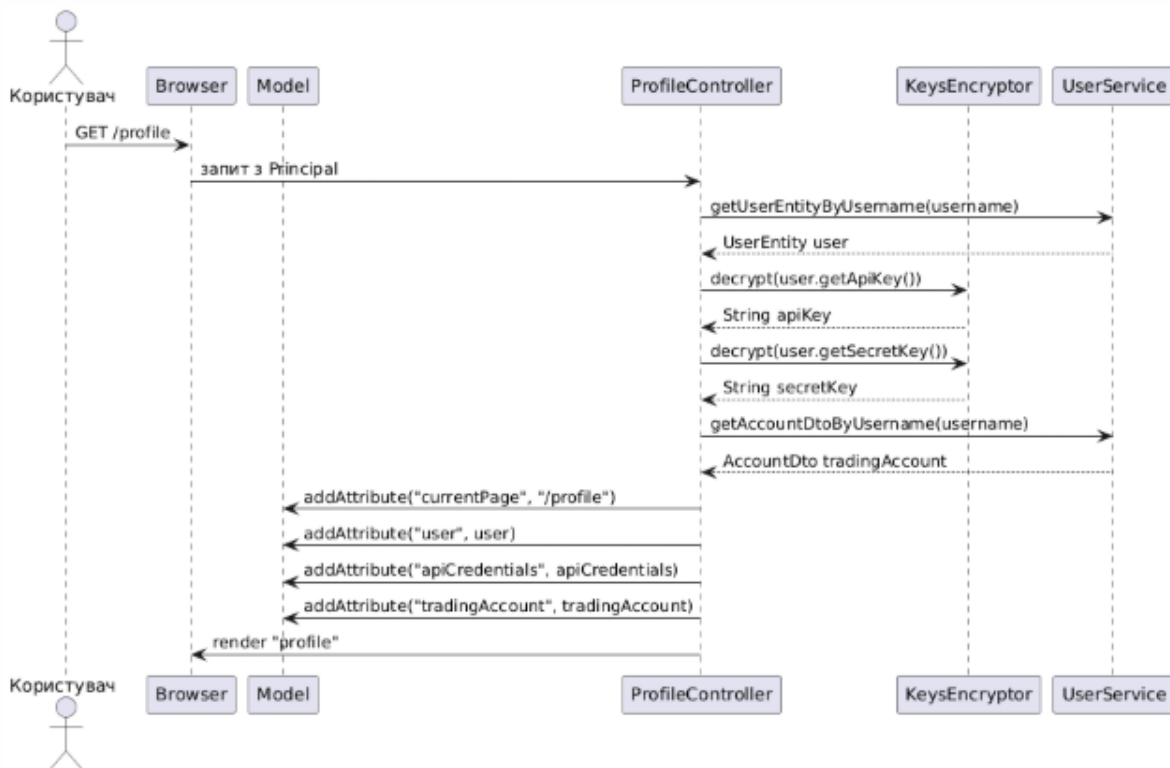 Користувач
Browser
Model
ProfileController
KeysEncryptor
UserService
GET /profile
запит з Principal
getUserEntityByUsername(username)
UserEntity user
decrypt(user.getApiKey())
String apiKey
decrypt(user.getSecretKey())
String secretKey
getAccountDtoByUsername(username)
AccountDto tradingAccount
addAttribute("currentPage", "/profile")
addAttribute("user", user)
addAttribute("apiCredentials", apiCredentials)
addAttribute("tradingAccount", tradingAccount)
render "profile"
Користувач
Browser
Model
ProfileController
KeysEncryptor
UserService